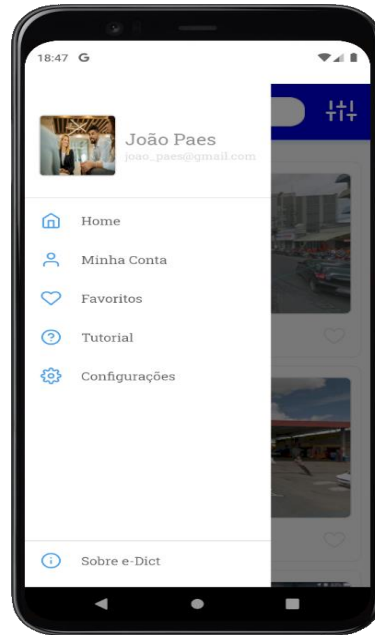 18:47 G
João Paes
joao_paes@gmail.com
Home
Minha Conta
Favoritos
Tutorial
Configurações
Sobre e-Dict